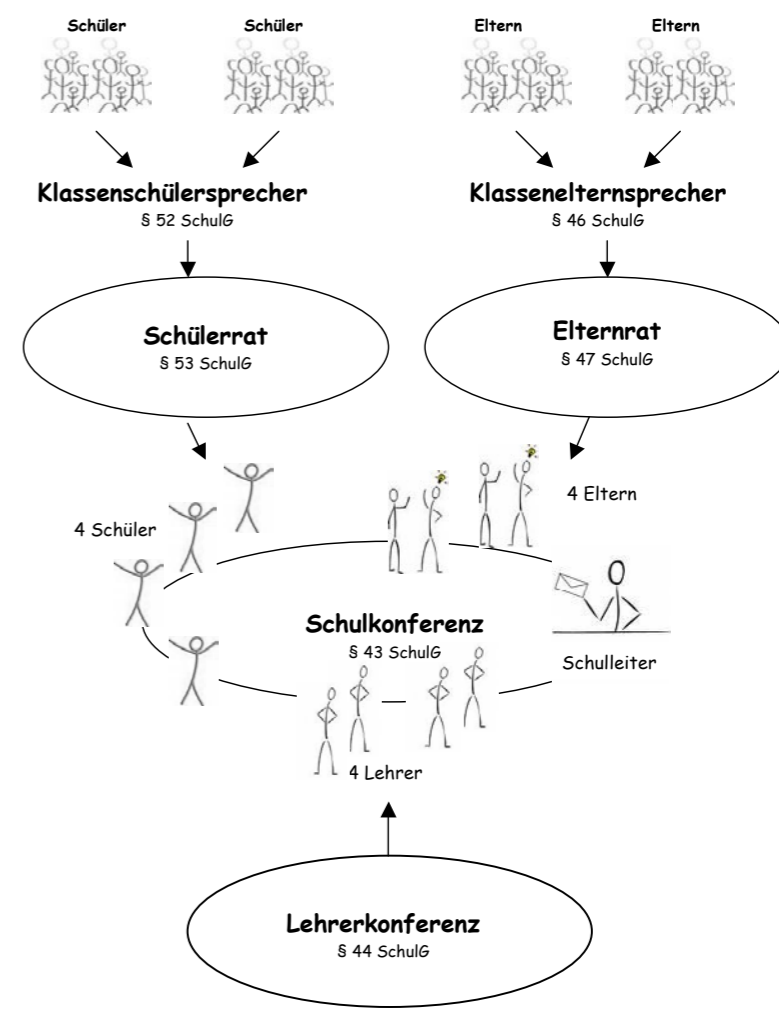 Schüler
Schüler
Eltern
Eltern
Klassenschülersprecher
§ 52 SchulG
Klassenelternsprecher
§ 46 SchulG
Schülerrat
§ 53 SchulG
Elternrat
§ 47 SchulG
4 Schüler
4 Eltern
Schulkonferenz
§ 43 SchulG
Schulleiter
4 Lehrer
Lehrerkonferenz
§ 44 SchulG